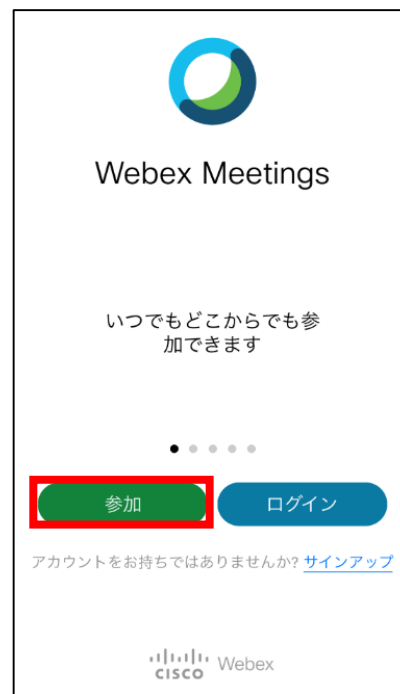 Webex Meetings
いつでもどこからでも参
加できます
参加
ログイン
アカウントをお持ちではありませんか? サインアップ
cisco Webex